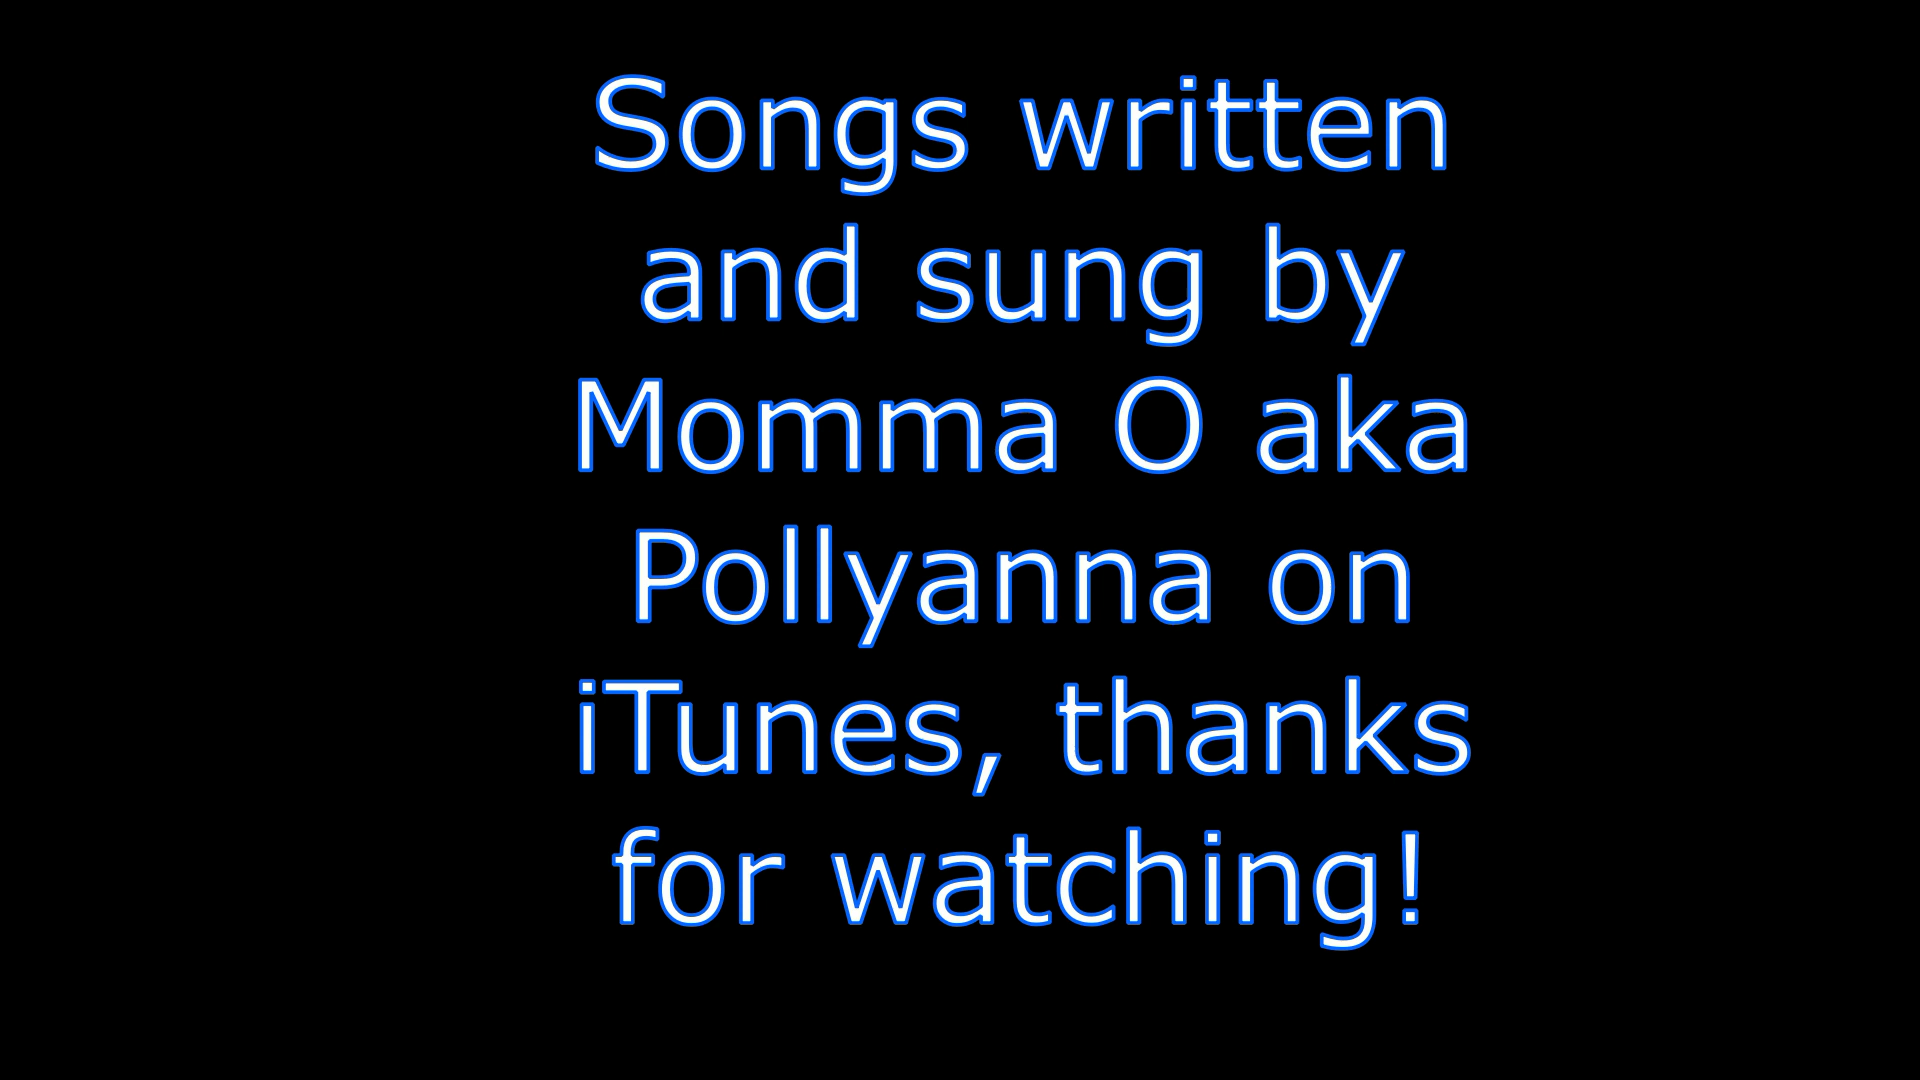 Songs written
and sung by
Momma O aka
Pollyanna on
iTunes, thanks
for watching!